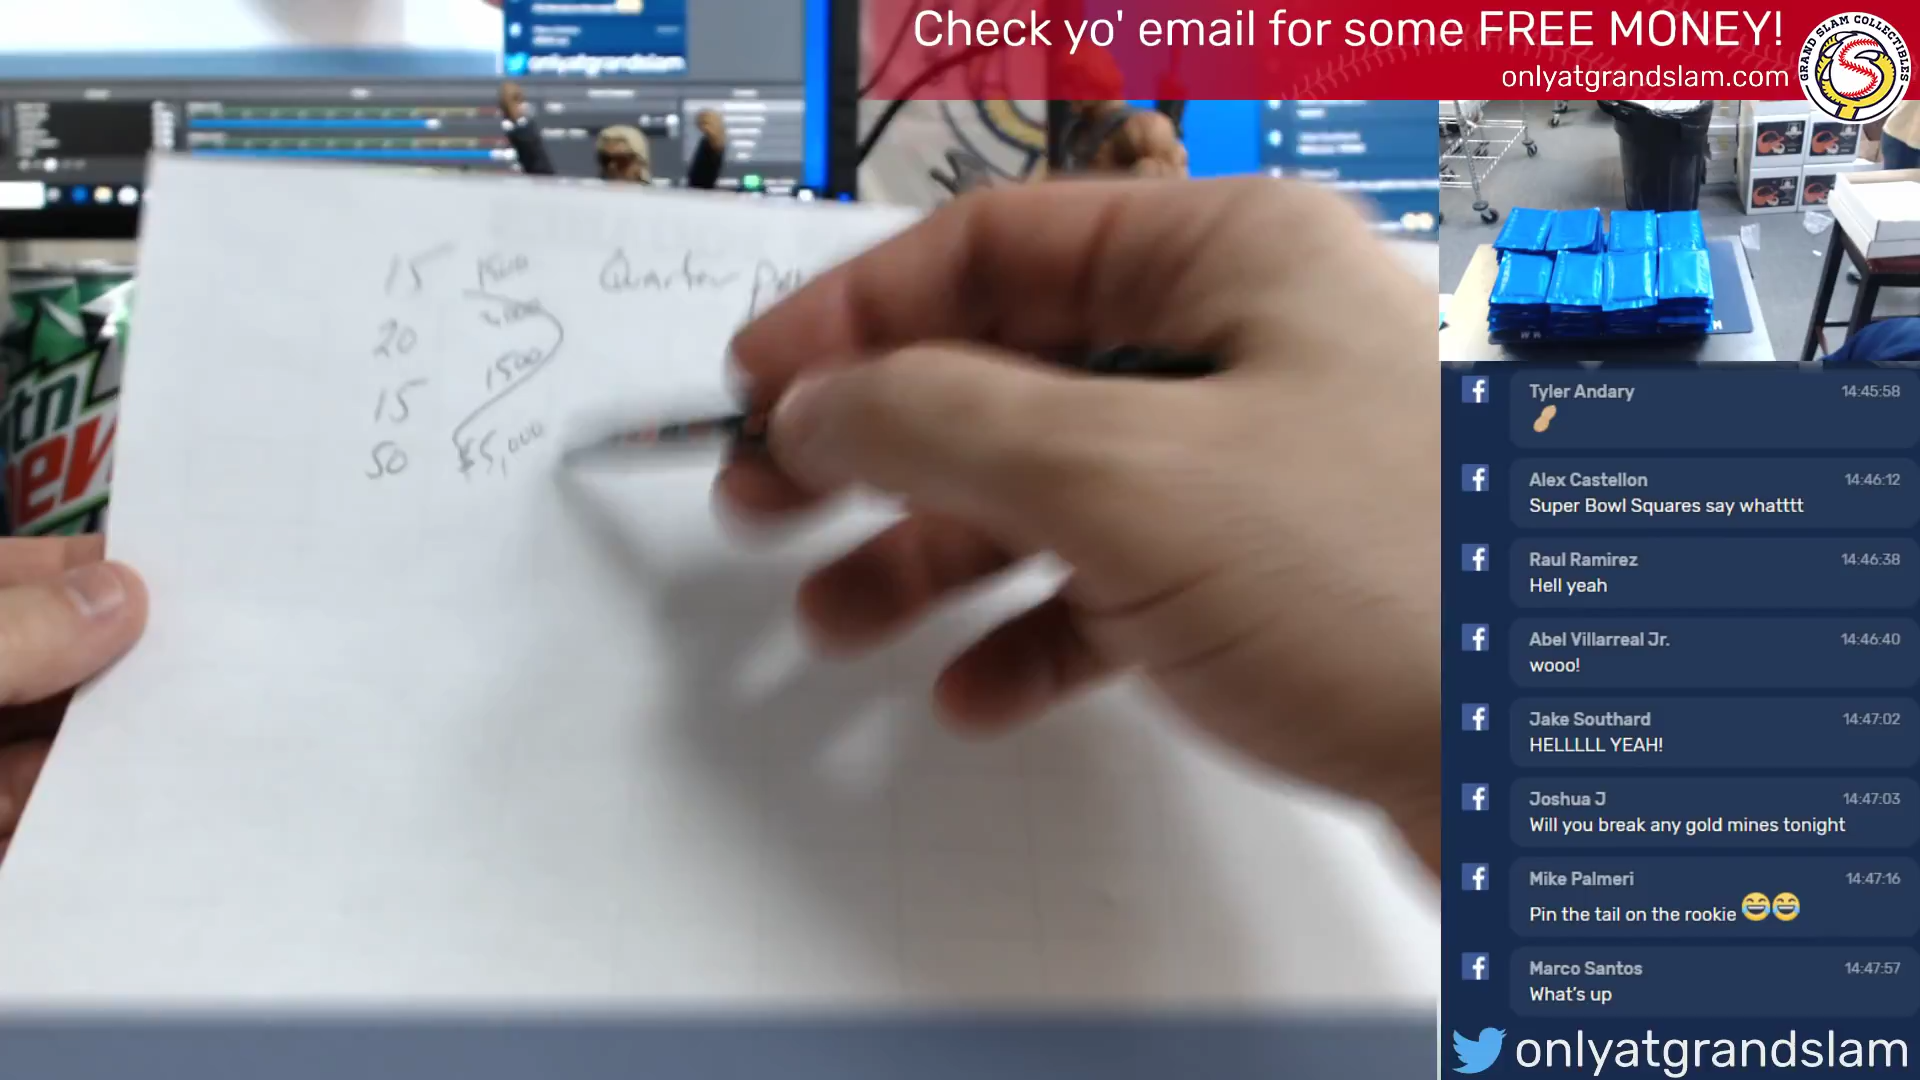 Check yo' email for some FREE MONEY!
onlyatgrandslam.com
GRAND SLAM COLLECTIBLES
onlyatgrandslam
15 1500
Quarter
20
15 1500
50 $5,000
Tyler Andary 14:45:58
Alex Castellon 14:46:12
Super Bowl Squares say whatttt
Raul Ramirez 14:46:38
Hell yeah
Abel Villarreal Jr. 14:46:40
wooo!
Jake Southard 14:47:02
HELLLLL YEAH!
Joshua J 14:47:03
Will you break any gold mines tonight
Mike Palmeri 14:47:16
Pin the tail on the rookie 😂😂
Marco Santos 14:47:57
What's up
onlyatgrandslam